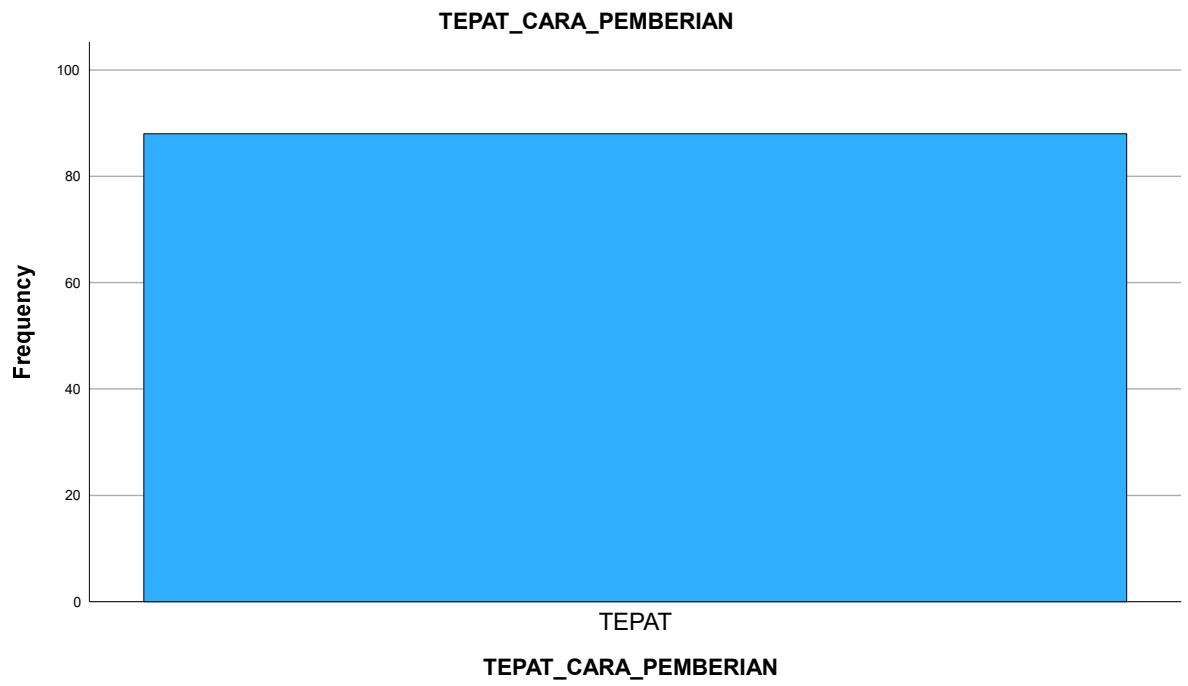 TEPAT_CARA_PEMBERIAN
100
80
60
40
20
0
Frequency
TEPAT
TEPAT_CARA_PEMBERIAN